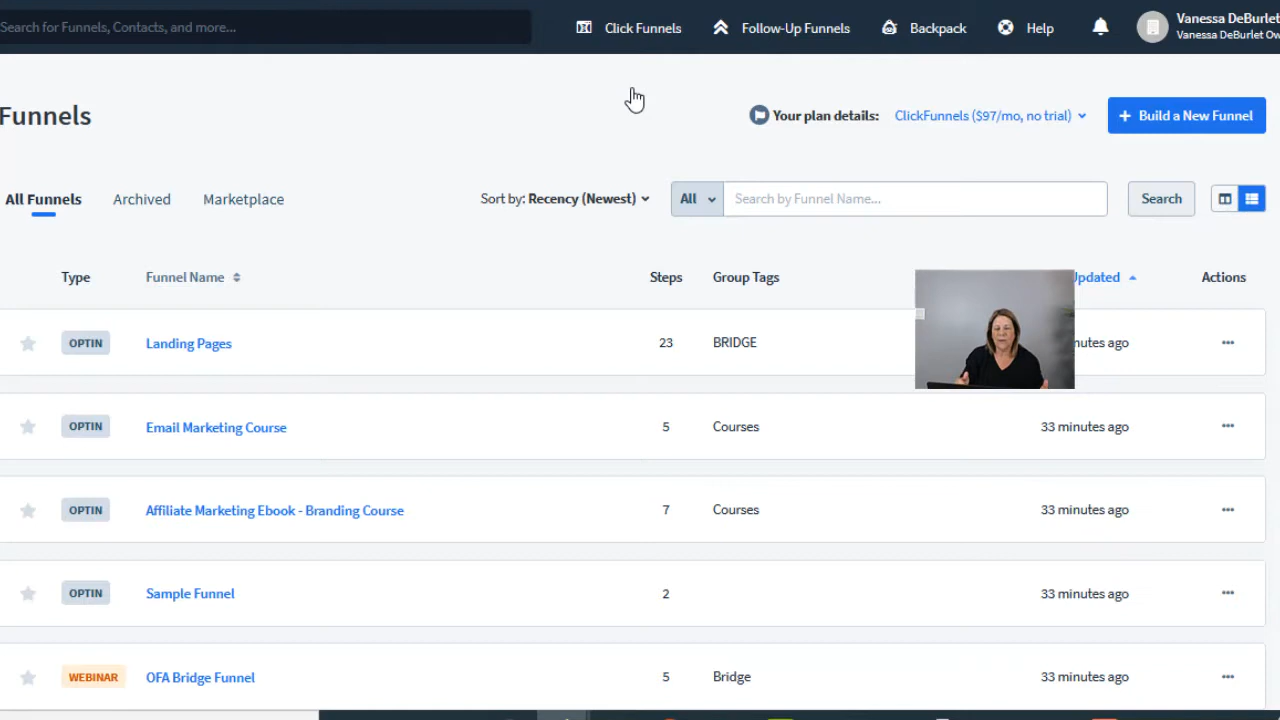 Search for Funnels, Contacts, and more...
Click Funnels
Follow-Up Funnels
Backpack
Help
Vanessa DeBurlet
Vanessa DeBurlet Ow
Funnels
Your plan details:
ClickFunnels ($97/mo, no trial)
+ Build a New Funnel
All Funnels
Archived
Marketplace
Sort by: Recency (Newest)
All
Search by Funnel Name...
Search
Type
Funnel Name
Steps
Group Tags
Updated
Actions
OPTIN
Landing Pages
23
BRIDGE
nutes ago
OPTIN
Email Marketing Course
5
Courses
33 minutes ago
OPTIN
Affiliate Marketing Ebook - Branding Course
7
Courses
33 minutes ago
OPTIN
Sample Funnel
2
33 minutes ago
WEBINAR
OFA Bridge Funnel
5
Bridge
33 minutes ago